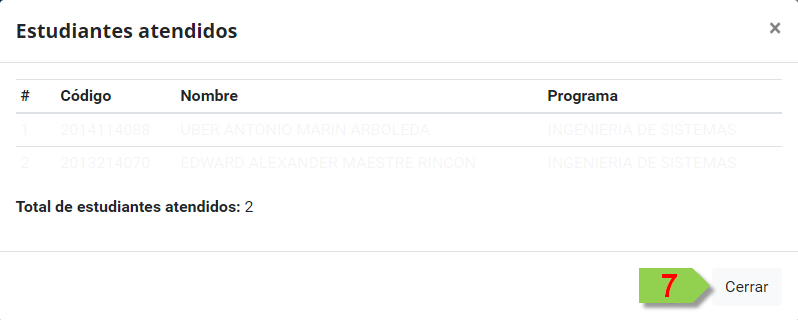 Estudiantes atendidos ×
# Código Nombre Programa
1 2014114088 UBER ANTONIO MARIN ARBOLEDA INGENIERIA DE SISTEMAS
2 2013214070 EDWARD ALEXANDER MAESTRE RINCON INGENIERIA DE SISTEMAS
Total de estudiantes atendidos: 2
7 Cerrar